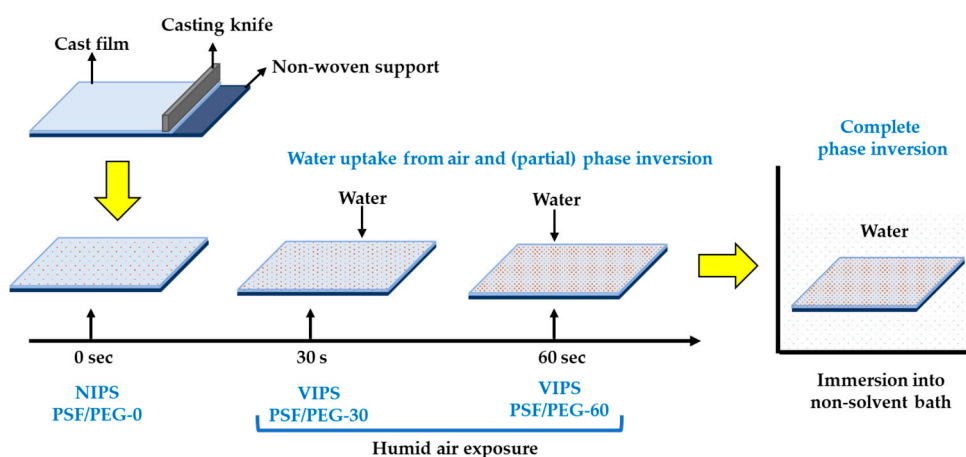 Casting knife
Cast film
Non-woven support
Water uptake from air and (partial) phase inversion
Water
Water
0 sec
30 s
60 sec
NIPS
PSF/PEG-0
VIPS
PSF/PEG-30
VIPS
PSF/PEG-60
Humid air exposure
Complete
phase inversion
Water
Immersion into
non-solvent bath